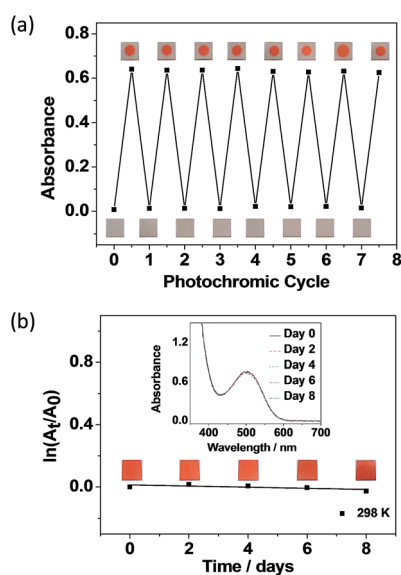 (a)
0.8
0.6
0.4
0.2
0.0
Absorbance
0 1 2 3 4 5 6 7 8
Photochromic Cycle
(b)
1.0
0.5
0.0
ln(At/A0)
1.2
0.6
0.0
Absorbance
Day 0
Day 2
Day 4
Day 6
Day 8
400 500 600 700
Wavelength / nm
298 K
0 2 4 6 8
Time / days